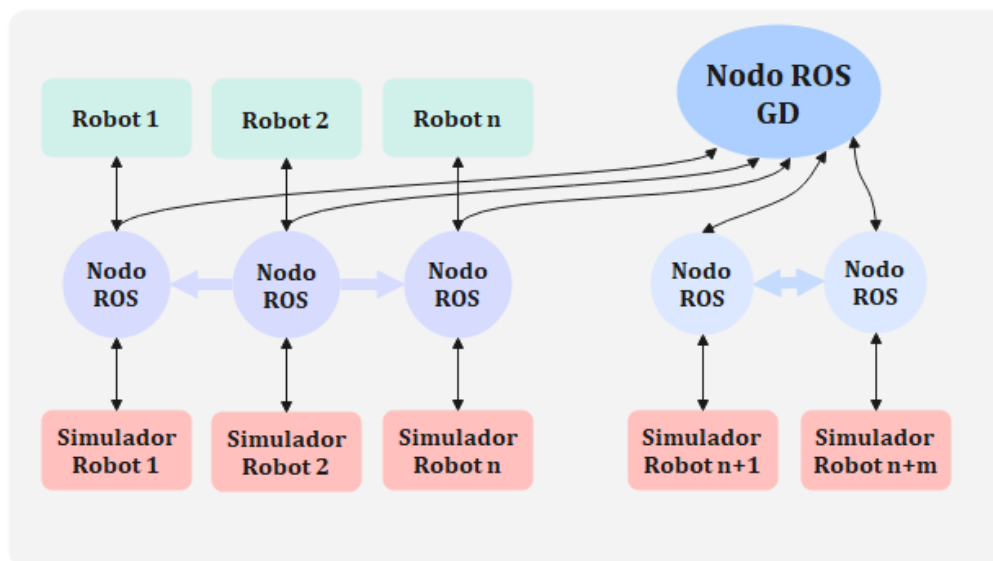 Nodo ROS
GD
Robot 1
Robot 2
Robot n
Nodo
ROS
Nodo
ROS
Nodo
ROS
Nodo
ROS
Nodo
ROS
Simulador
Robot 1
Simulador
Robot 2
Simulador
Robot n
Simulador
Robot n+1
Simulador
Robot n+m